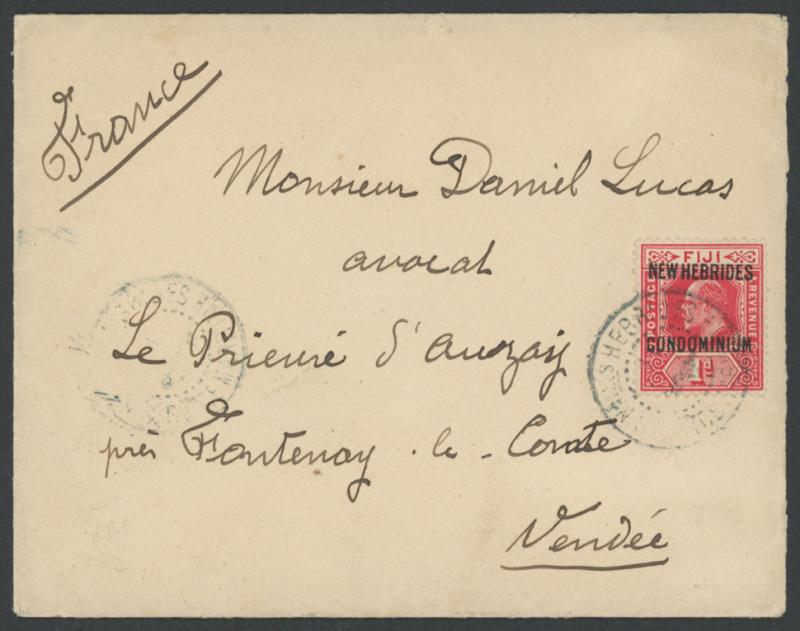 France
Monsieur Daniel Lucas
avocat
Le Prieuré d'Auzay
près Fontenay-le-Comte
Vendée
FIJI
NEW HEBRIDES
POSTAGE
REVENUE
CONDOMINIUM
1d